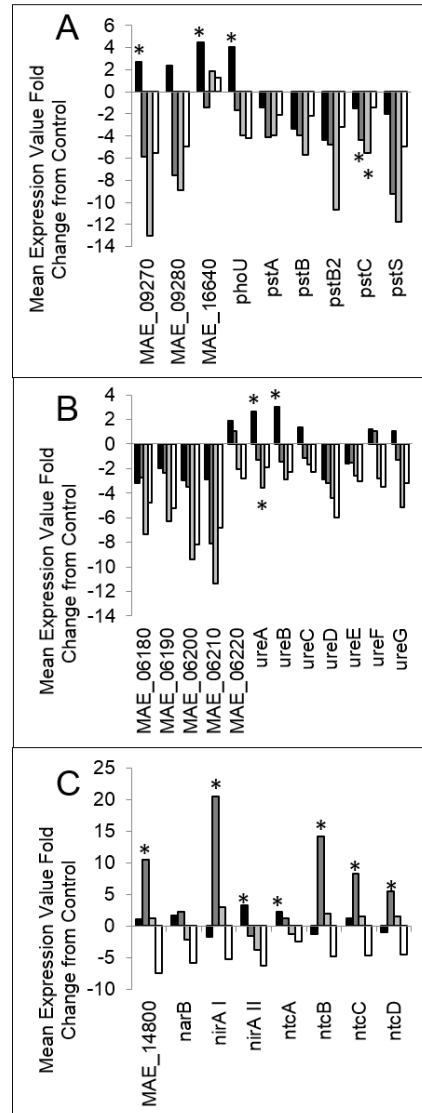 A
Mean Expression Value Fold
Change from Control
6
4
2
0
-2
-4
-6
-8
-10
-12
-14
* * *
* *
MAE_09270
MAE_09280
MAE_16640
phoU
pstA
pstB
pstB2
pstC
pstS
B
Mean Expression Value Fold
Change from Control
4
2
0
-2
-4
-6
-8
-10
-12
-14
* *
*
MAE_06180
MAE_06190
MAE_06200
MAE_06210
MAE_06220
ureA
ureB
ureC
ureD
ureE
ureF
ureG
C
Mean Expression Value Fold
Change from Control
25
20
15
10
5
0
-5
-10
* * * * * * *
MAE_14800
narB
nirA I
nirA II
ntcA
ntcB
ntcC
ntcD